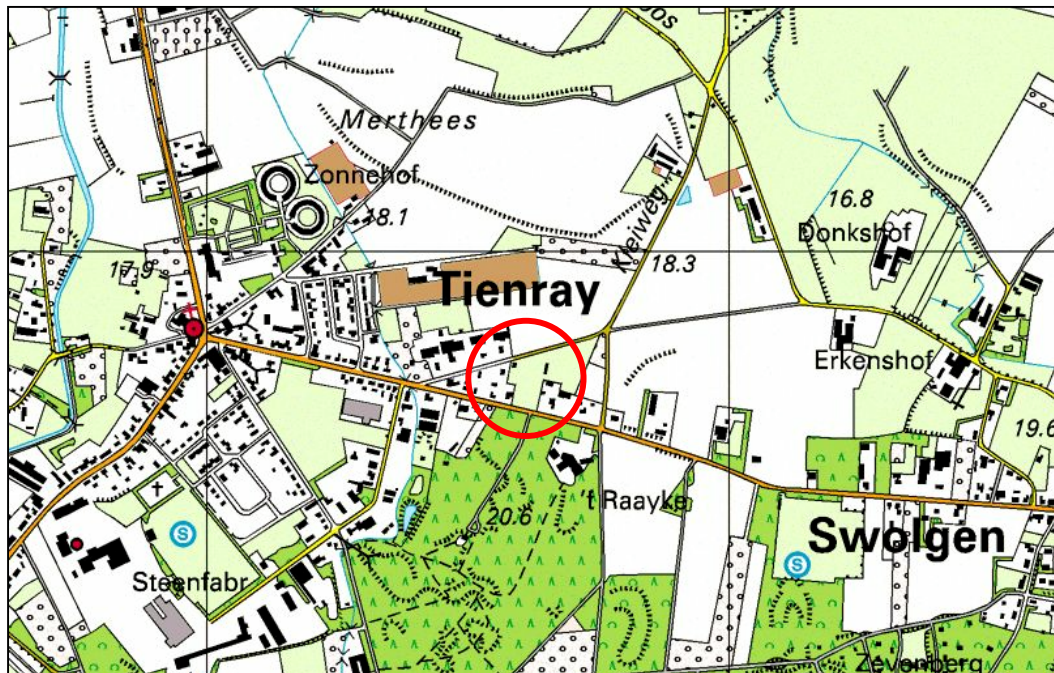 Merthees
Zonnehof
18.1
16.8
Donkshof
17.9
Keiweg
18.3
Tienray
Erkenshof
19.6
't Raayke
20.6
S
Swolgen
S
Steenfabr
Zevenberg